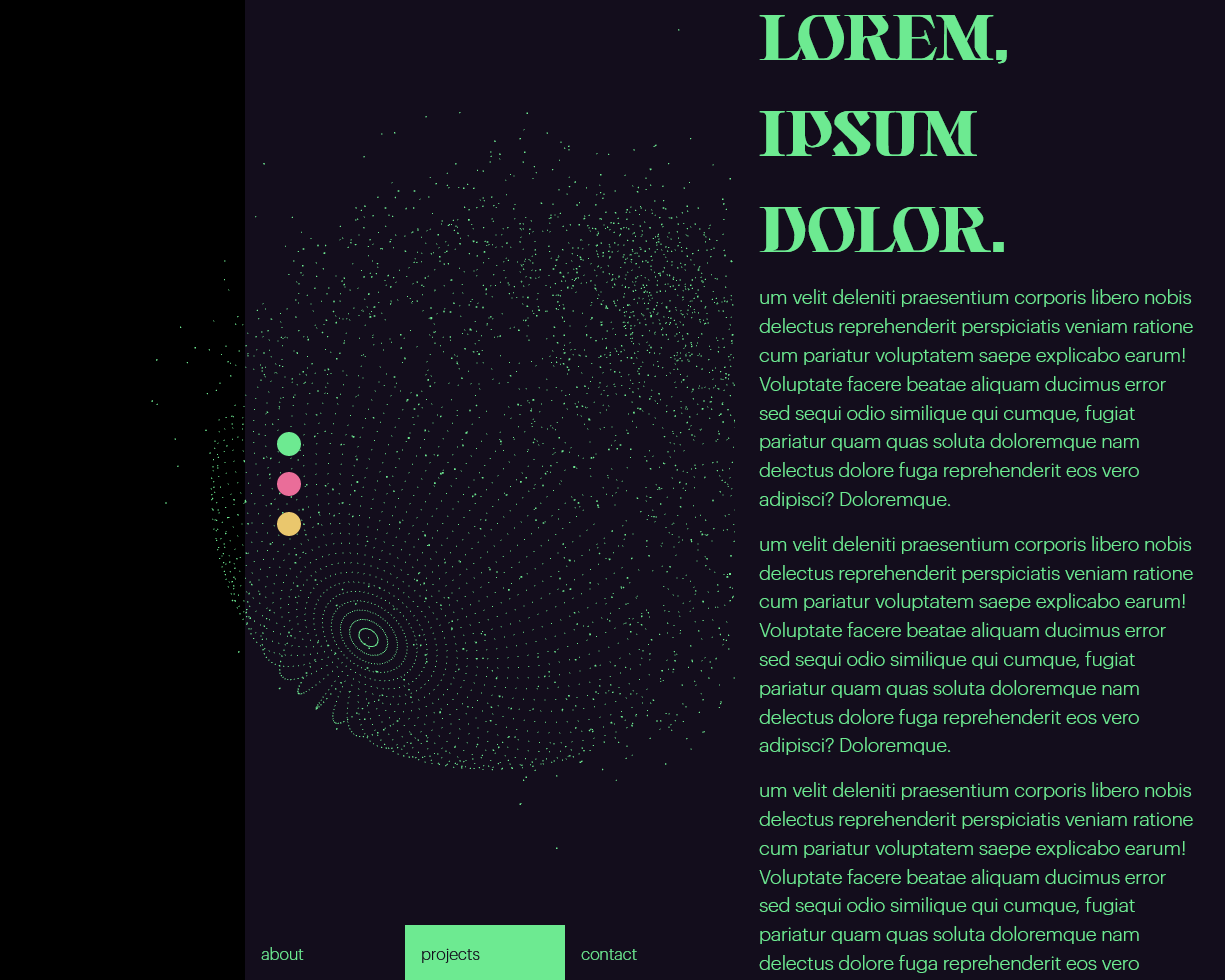 LOREM,
IPSUM
DOLOR.
um velit deleniti praesentium corporis libero nobis
delectus reprehenderit perspiciatis veniam ratione
cum pariatur voluptatem saepe explicabo earum!
Voluptate facere beatae aliquam ducimus error
sed sequi odio similique qui cumque, fugiat
pariatur quam quas soluta doloremque nam
delectus dolore fuga reprehenderit eos vero
adipisci? Doloremque.
um velit deleniti praesentium corporis libero nobis
delectus reprehenderit perspiciatis veniam ratione
cum pariatur voluptatem saepe explicabo earum!
Voluptate facere beatae aliquam ducimus error
sed sequi odio similique qui cumque, fugiat
pariatur quam quas soluta doloremque nam
delectus dolore fuga reprehenderit eos vero
adipisci? Doloremque.
um velit deleniti praesentium corporis libero nobis
delectus reprehenderit perspiciatis veniam ratione
cum pariatur voluptatem saepe explicabo earum!
Voluptate facere beatae aliquam ducimus error
sed sequi odio similique qui cumque, fugiat
pariatur quam quas soluta doloremque nam
delectus dolore fuga reprehenderit eos vero
about
projects
contact